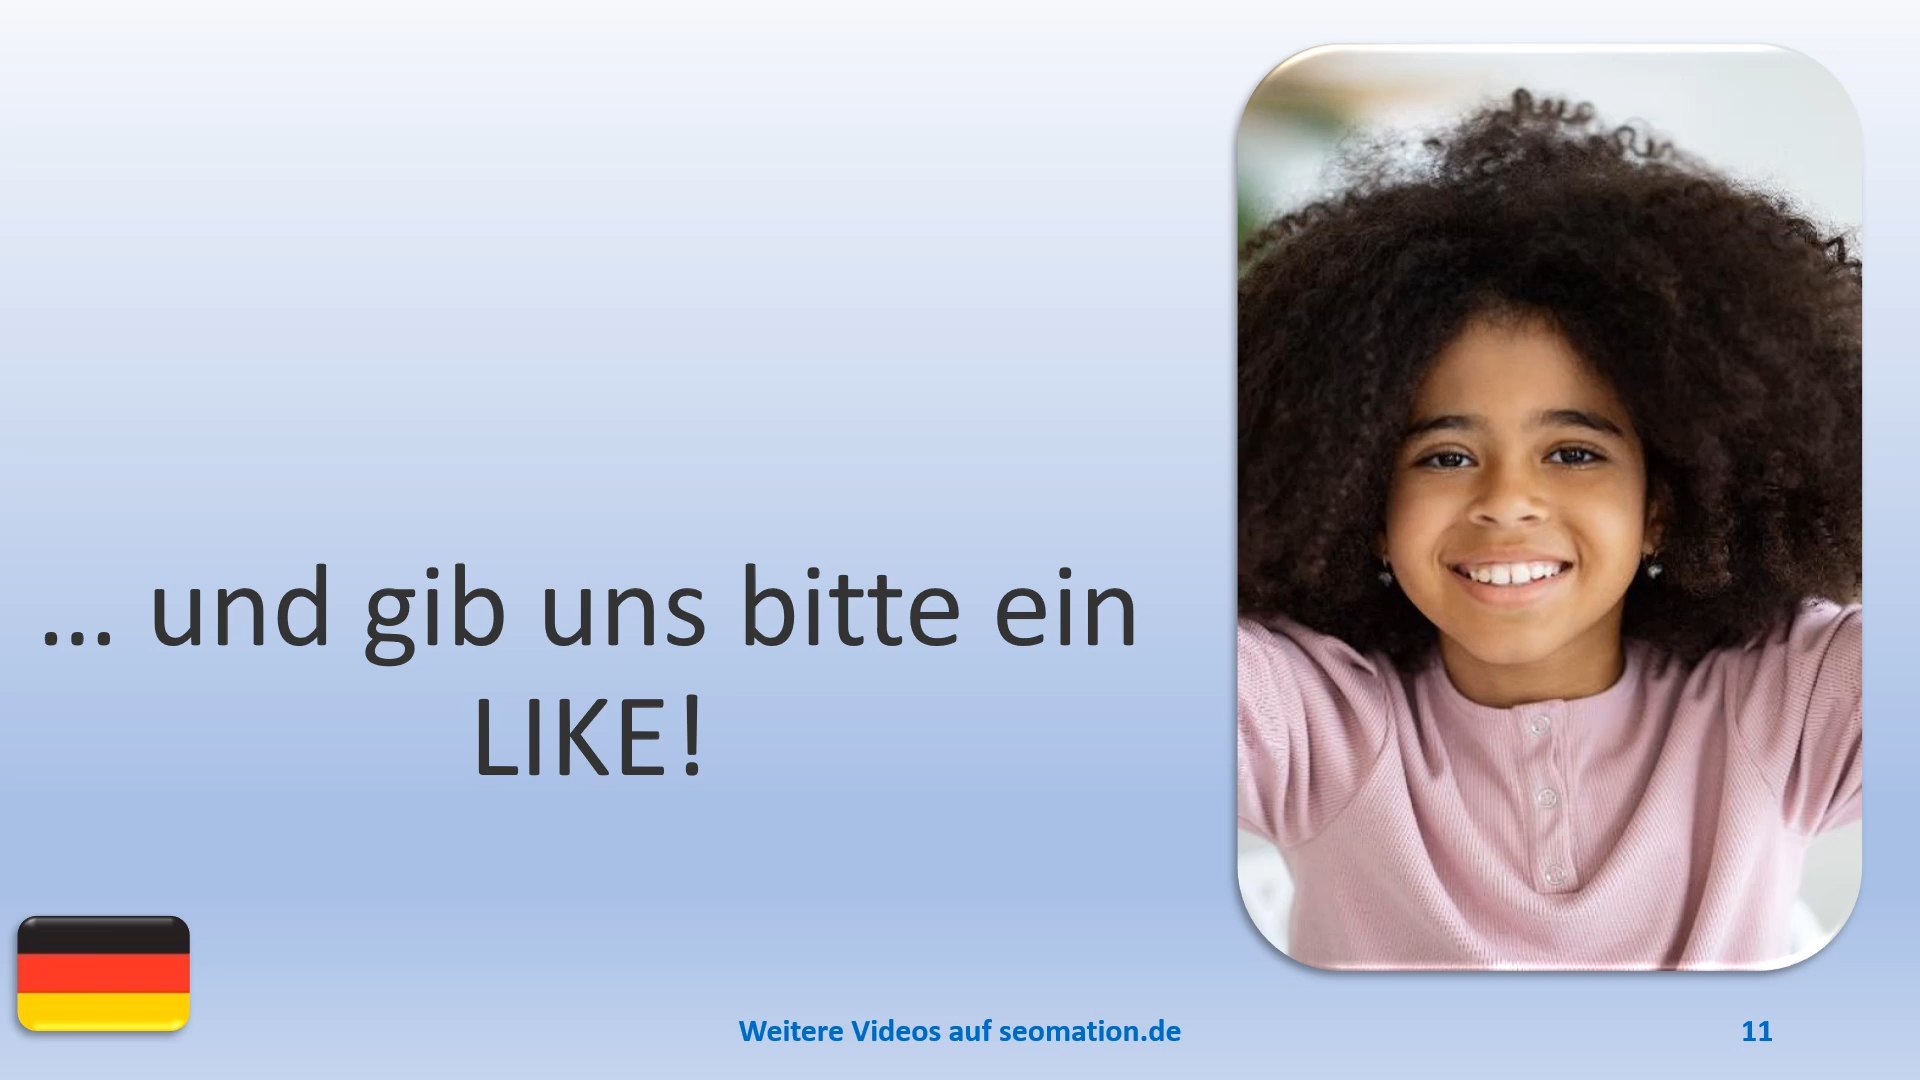 ... und gib uns bitte ein
LIKE!
Weitere Videos auf seomation.de
11